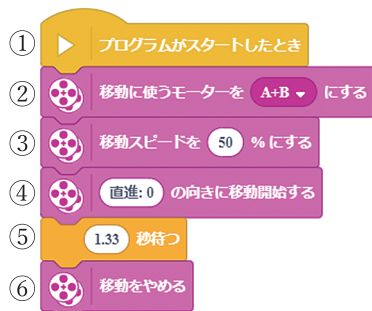 ① プログラムがスタートしたとき
② 移動に使うモーターを A+B にする
③ 移動スピードを 50 %にする
④ 直進: 0 の向きに移動開始する
⑤ 1.33 秒待つ
⑥ 移動をやめる